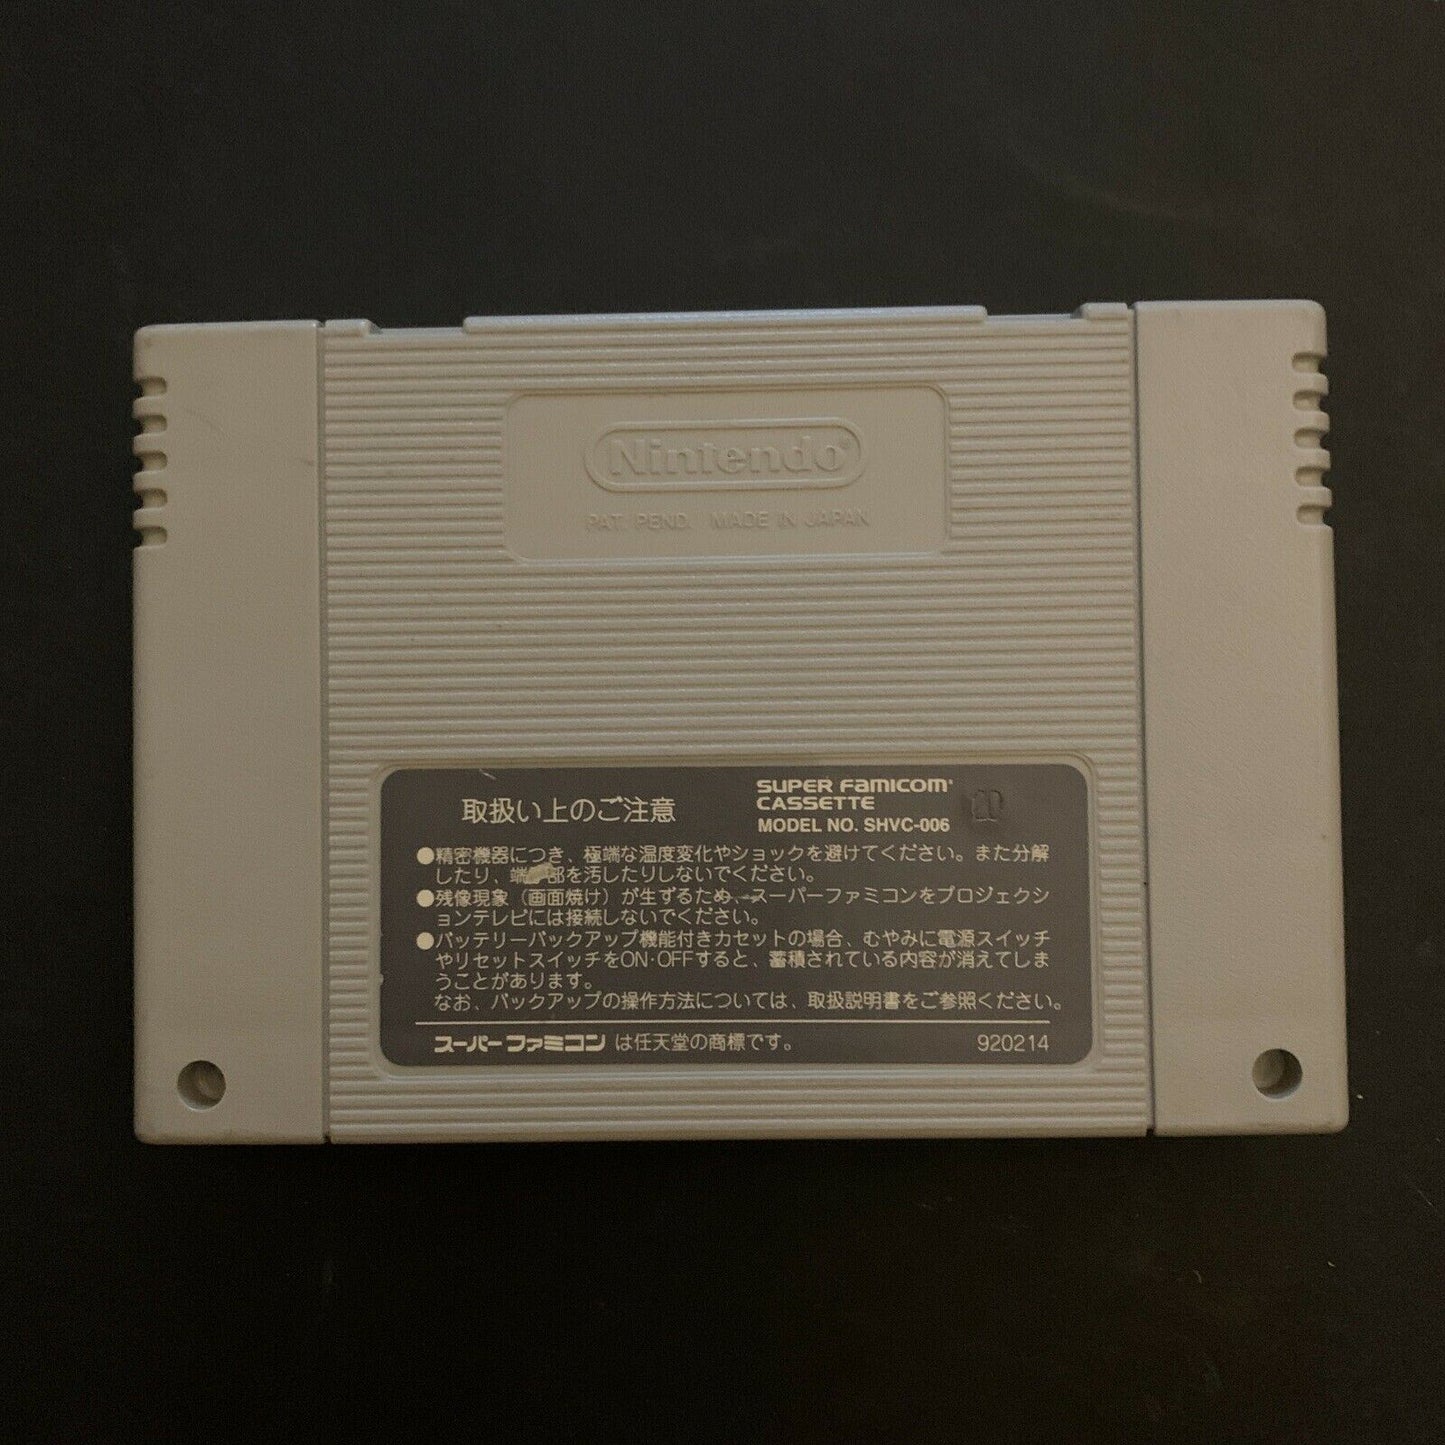 Nintendo®
PAT. PEND. MADE IN JAPAN
取扱い上のご注意
SUPER FAMICOM
CASSETTE
MODEL NO. SHVC-006
●精密機器につき、極端な温度変化やショックを避けてください。また分解
したり、端 部を汚したりしないでください。
●残像現象（画面焼け）が生ずるため、スーパーファミコンをプロジェクシ
ョンテレビには接続しないでください。
●バッテリーバックアップ機能付きカセットの場合、むやみに電源スイッチ
やリセットスイッチをON・OFFすると、蓄積されている内容が消えてしま
うことがあります。
なお、バックアップの操作方法については、取扱説明書をご参照ください。
スーパーファミコン は任天堂の商標です。
920214